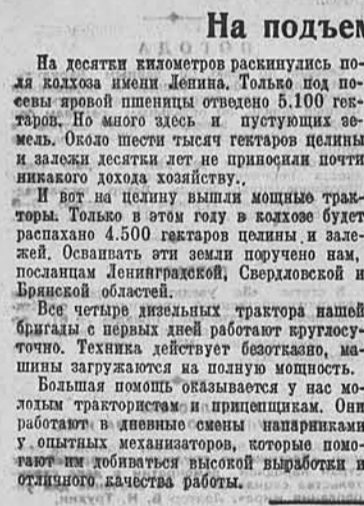 На подъем
На десятки километров раскинулись по-
ля колхоза имени Ленина. Только под по-
севы яровой пшеницы отведено 5.100 гек-
таров. Но много здесь и пустующих зе-
мель. Около шести тысяч гектаров целины
и залежи десятки лет не приносили почти
никакого дохода хозяйству..
И вот на целину вышли мощные трак-
торы. Только в этом году в колхозе будет
распахано 4.500 гектаров целины и зале-
жей. Осваивать эти земли поручено нам,
посланцам Ленинградской, Свердловской и
Брянской областей.
Все четыре дизельных трактора нашей
бригады с первых дней работают круглосу-
точно. Техника действует безотказно, ма-
шины загружаются на полную мощность.
Большая помощь оказывается у нас мо-
лодым трактористам и прицепщикам. Они
работают в дневные смены напарниками
у опытных механизаторов, которые помо-
гают им добиваться высокой выработки и
отличного качества работы.